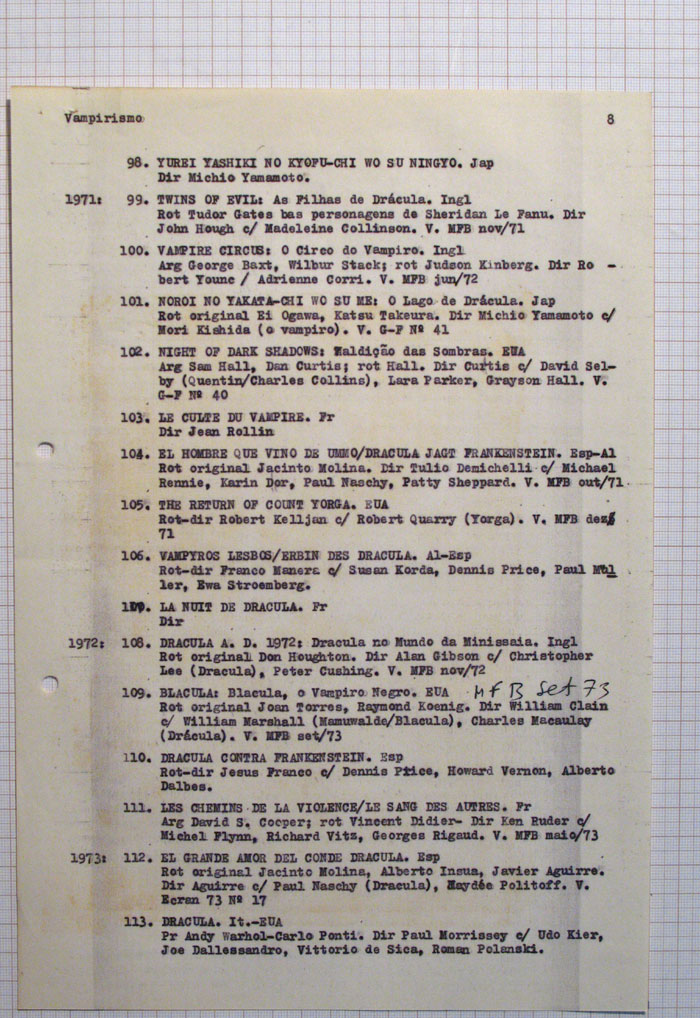 Vampirismo 8
98. YUREI YASHIKI NO KYOFU-CHI WO SU NINGYO. Jap
Dir Michio Yamamoto.
1971: 99. TWINS OF EVIL: As Filhas de Drácula. Ingl
Rot Tudor Gates bas personagens de Sheridan Le Fanu. Dir
John Hough c/ Madeleine Collinson. V. MFB nov/71
100. VAMPIRE CIRCUS: O Circo do Vampiro. Ingl
Arg George Baxt, Wilbur Stack; rot Judson Kinberg. Dir Ro -
bert Young / Adrienne Corri. V. MFB jun/72
101. NOROI NO YAKATA-CHI WO SU ME: O Lago de Drácula. Jap
Rot original Ei Ogawa, Katsu Takeura. Dir Michio Yamamoto c/
Mori Kishida (o vampiro). V. G-F Nº 41
102. NIGHT OF DARK SHADOWS: Maldição das Sombras. EUA
Arg Sam Hall, Dan Curtis; rot Hall. Dir Curtis c/ David Sel-
by (Quentin/Charles Collins), Lara Parker, Grayson Hall. V.
G-F Nº 40
103. LE CULTE DU VAMPIRE. Fr
Dir Jean Rollin
104. EL HOMBRE QUE VINO DE UMMO/DRACULA JAGT FRANKENSTEIN. Esp-Al
Rot original Jacinto Molina. Dir Tulio Demichelli c/ Michael
Rennie, Karin Dor, Paul Naschy, Patty Sheppard. V. MFB out/71.
105. THE RETURN OF COUNT YORGA. EUA
Rot-dir Robert Kelljan c/ Robert Quarry (Yorga). V. MFB dez/
71
106. VAMPYROS LESBOS/ERBIN DES DRACULA. Al-Esp
Rot-dir Franco Manera c/ Susan Korda, Dennis Price, Paul Mul
ler, Ewa Stroemberg.
107. LA NUIT DE DRACULA. Fr
Dir
1972: 108. DRACULA A. D. 1972: Dracula no Mundo da Minissaia. Ingl
Rot original Don Houghton. Dir Alan Gibson c/ Christopher
Lee (Dracula), Peter Cushing. V. MFB nov/72
109. BLACULA: Blacula, o Vampiro Negro. EUA MFB Set 73
Rot original Joan Torres, Raymond Koenig. Dir William Clain
c/ William Marshall (Mamuwalde/Blacula), Charles Macaulay
(Drácula). V. MFB set/73
110. DRACULA CONTRA FRANKENSTEIN. Esp
Rot-dir Jesus Franco c/ Dennis Price, Howard Vernon, Alberto
Dalbes.
111. LES CHEMINS DE LA VIOLENCE/LE SANG DES AUTRES. Fr
Arg David S. Cooper; rot Vincent Didier- Dir Ken Ruder c/
Michel Flynn, Richard Vitz, Georges Rigaud. V. MFB maio/73
1973: 112. EL GRANDE AMOR DEL CONDE DRACULA. Esp
Rot original Jacinto Molina, Alberto Insua, Javier Aguirre.
Dir Aguirre c/ Paul Naschy (Dracula), Haydée Politoff. V.
Ecran 73 Nº 17
113. DRACULA. It.-EUA
Pr Andy Warhol-Carlo Ponti. Dir Paul Morrissey c/ Udo Kier,
Joe Dallessandro, Vittorio de Sica, Roman Polanski.